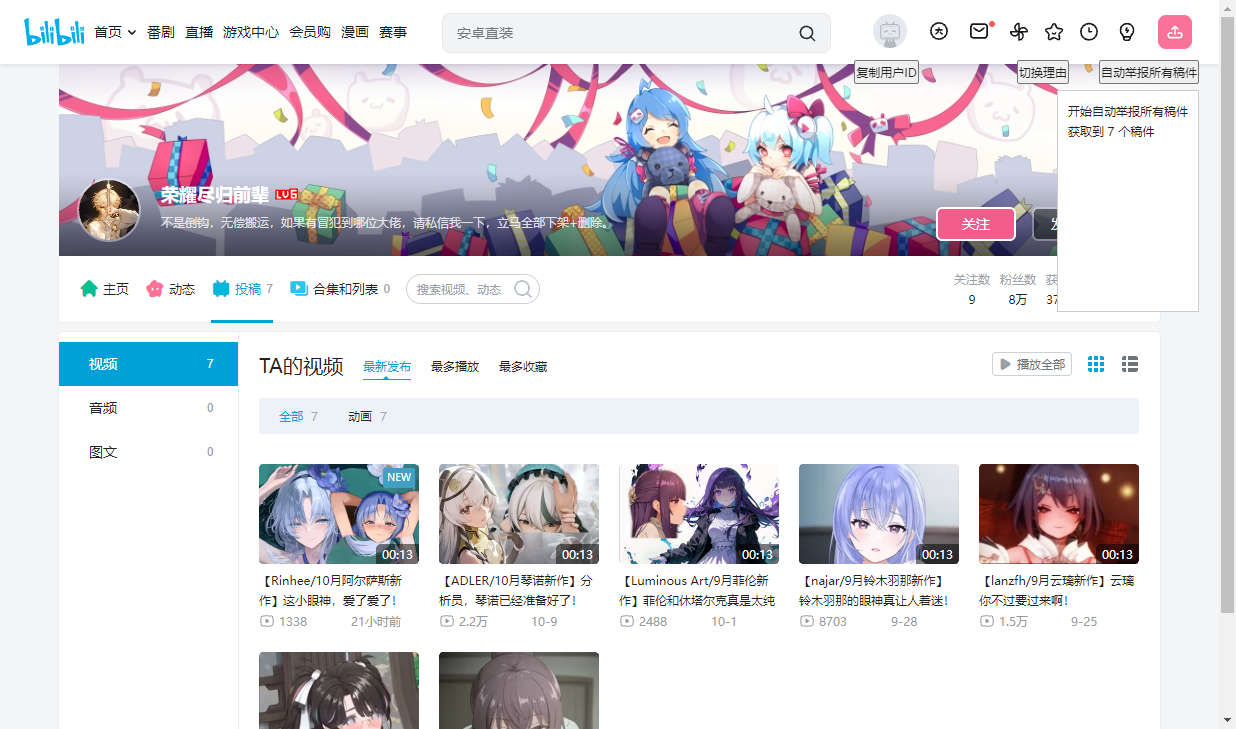 bilibili 首页 番剧 直播 游戏中心 会员购 漫画 赛事 安卓直装
复制用户ID 切换理由 自动举报所有稿件
开始自动举报所有稿件
获取到 7 个稿件
荣耀尽归前辈 LV6
不是倒钩，无偿搬运，如果有冒犯到哪位大佬，请私信我一下，立马全部下架+删除。
关注 发
主页 动态 投稿 7 合集和列表 0 搜索视频、动态
关注数 粉丝数 获
9 8万 37
视频 7
音频 0
图文 0
TA的视频 最新发布 最多播放 最多收藏 播放全部
全部 7 动画 7
NEW
00:13 00:13 00:13 00:13 00:13
【Rinhee/10月阿尔萨斯新
作】这小眼神，爱了爱了！
1338 21小时前
【ADLER/10月琴诺新作】分
析员，琴诺已经准备好了！
2.2万 10-9
【Luminous Art/9月菲伦新
作】菲伦和休塔尔克真是太纯
2488 10-1
【najar/9月铃木羽那新作】
铃木羽那的眼神真让人着迷！
8703 9-28
【lanzfh/9月云璃新作】云璃
你不过要过来啊！
1.5万 9-25